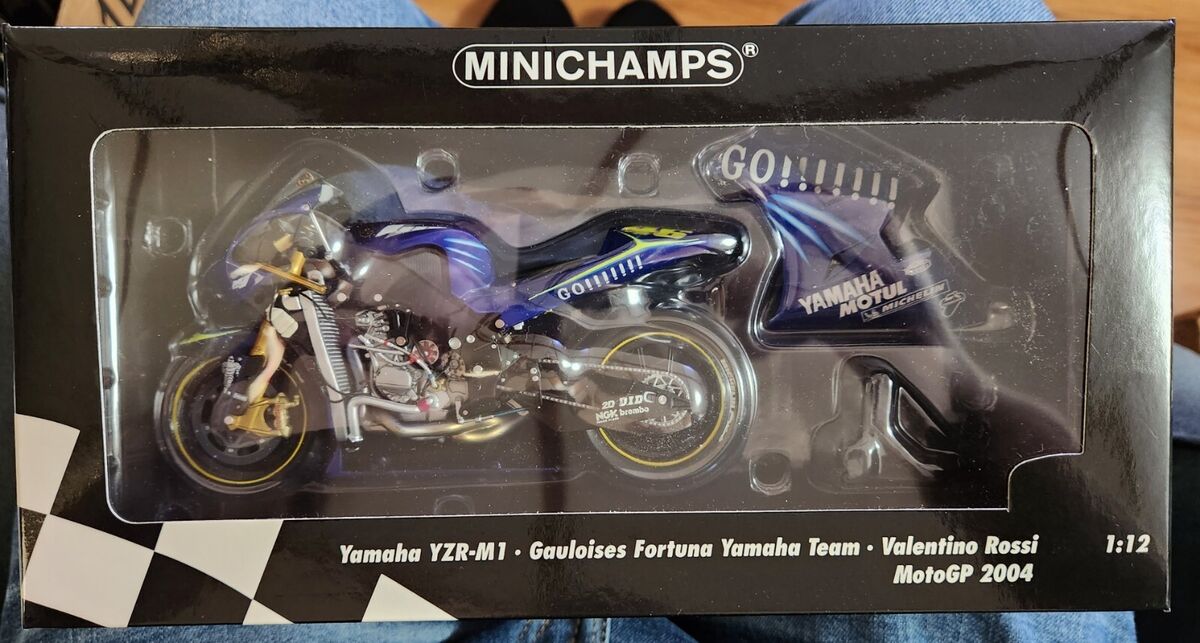 MINICHAMPS®
GO!!!!!!!!
46
GO!!!!!!!
YAMAHA
MOTUL
MICHELIN
2D D.I.D
NGK brembo
Yamaha YZR-M1 · Gauloises Fortuna Yamaha Team · Valentino Rossi 1:12
MotoGP 2004